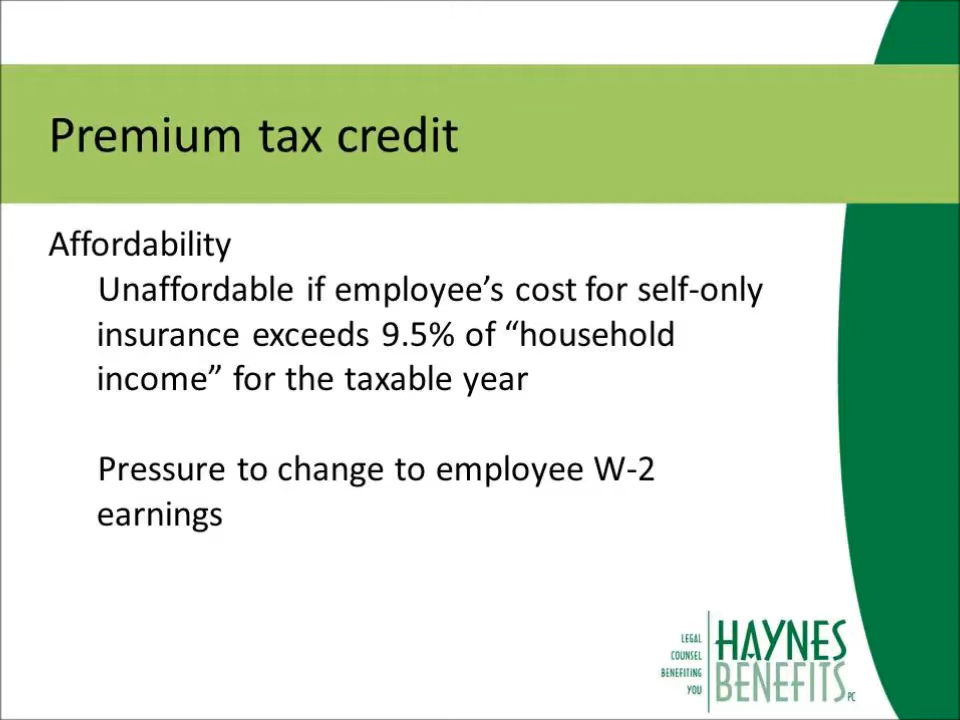 Premium tax credit
Affordability
Unaffordable if employee’s cost for self-only
insurance exceeds 9.5% of “household
income” for the taxable year
Pressure to change to employee W-2
earnings
LEGAL
COUNSEL
BENEFITING
YOU
HAYNES
BENEFITS PC